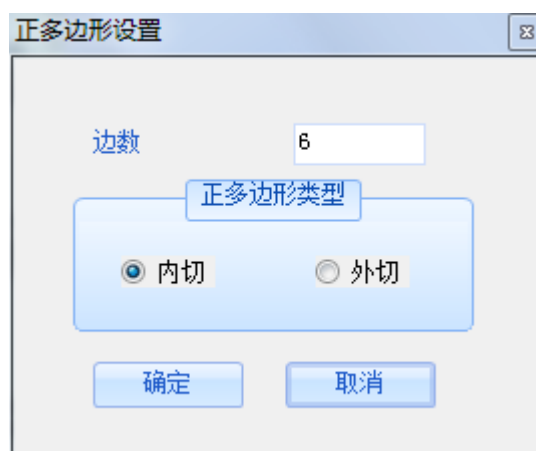 正多边形设置
边数 6
正多边形类型
内切 外切
确定 取消